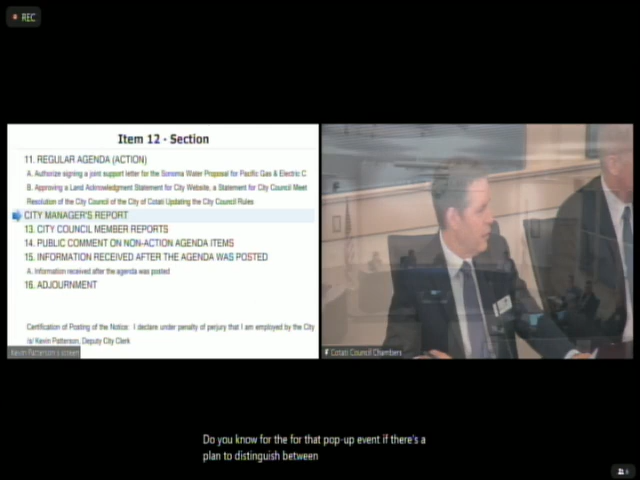 REC
Item 12 - Section
11. REGULAR AGENDA (ACTION)
A. Authorize signing a joint support letter for the Sonoma Water Proposal for Pacific Gas & Electric C
B. Approving a Land Acknowledgment Statement for City Website, a Statement for City Council Meet
Resolution of the City Council of the City of Cotati Updating the City Council Rules
CITY MANAGER'S REPORT
13. CITY COUNCIL MEMBER REPORTS
14. PUBLIC COMMENT ON NON-ACTION AGENDA ITEMS
15. INFORMATION RECEIVED AFTER THE AGENDA WAS POSTED
A. Information received after the agenda was posted
16. ADJOURNMENT
Certification of Posting of the Notice: I declare under penalty of perjury that I am employed by the City
/s/ Kevin Patterson, Deputy City Clerk
Kevin Patterson's screen
Cotati Council Chambers
Do you know for the for that pop-up event if there's a
plan to distinguish between